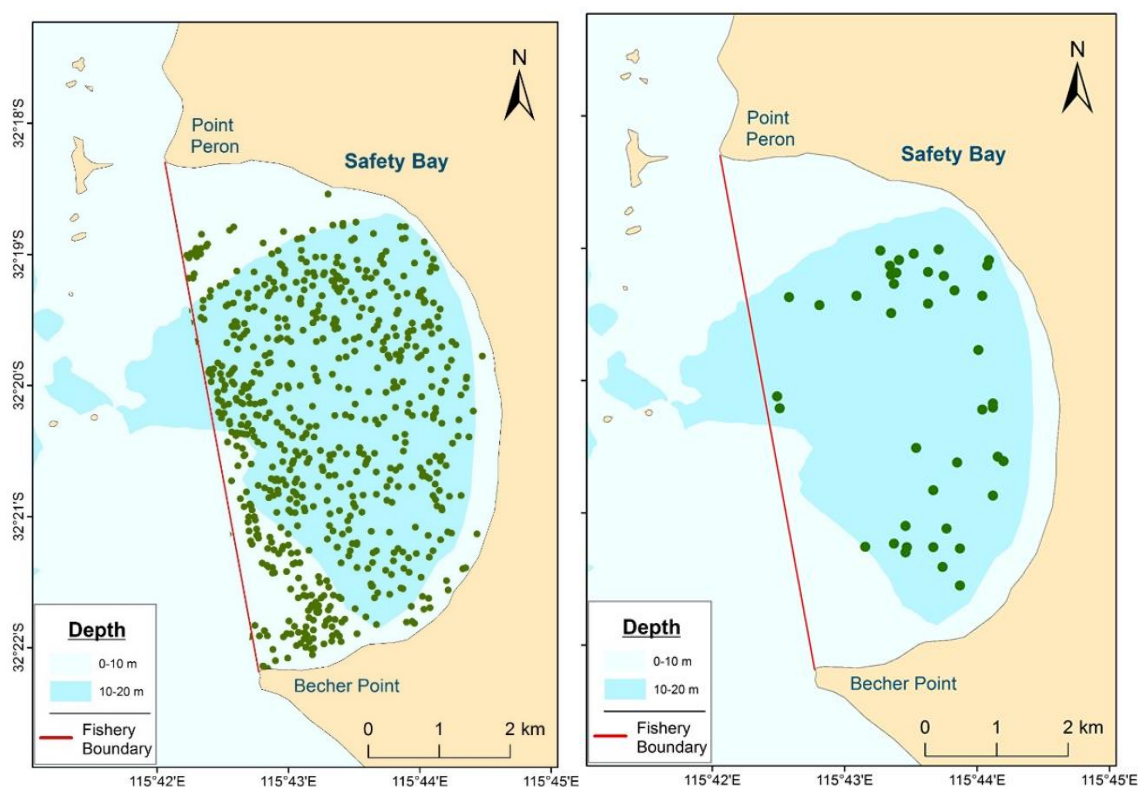 N
Point
Peron
Safety Bay
32°18'S
32°19'S
32°20'S
32°21'S
32°22'S
Depth
0-10 m
10-20 m
Fishery
Boundary
Becher Point
0 1 2 km
115°42'E 115°43'E 115°44'E 115°45'E
N
Point
Peron
Safety Bay
Depth
0-10 m
10-20 m
Fishery
Boundary
Becher Point
0 1 2 km
115°42'E 115°43'E 115°44'E 115°45'E